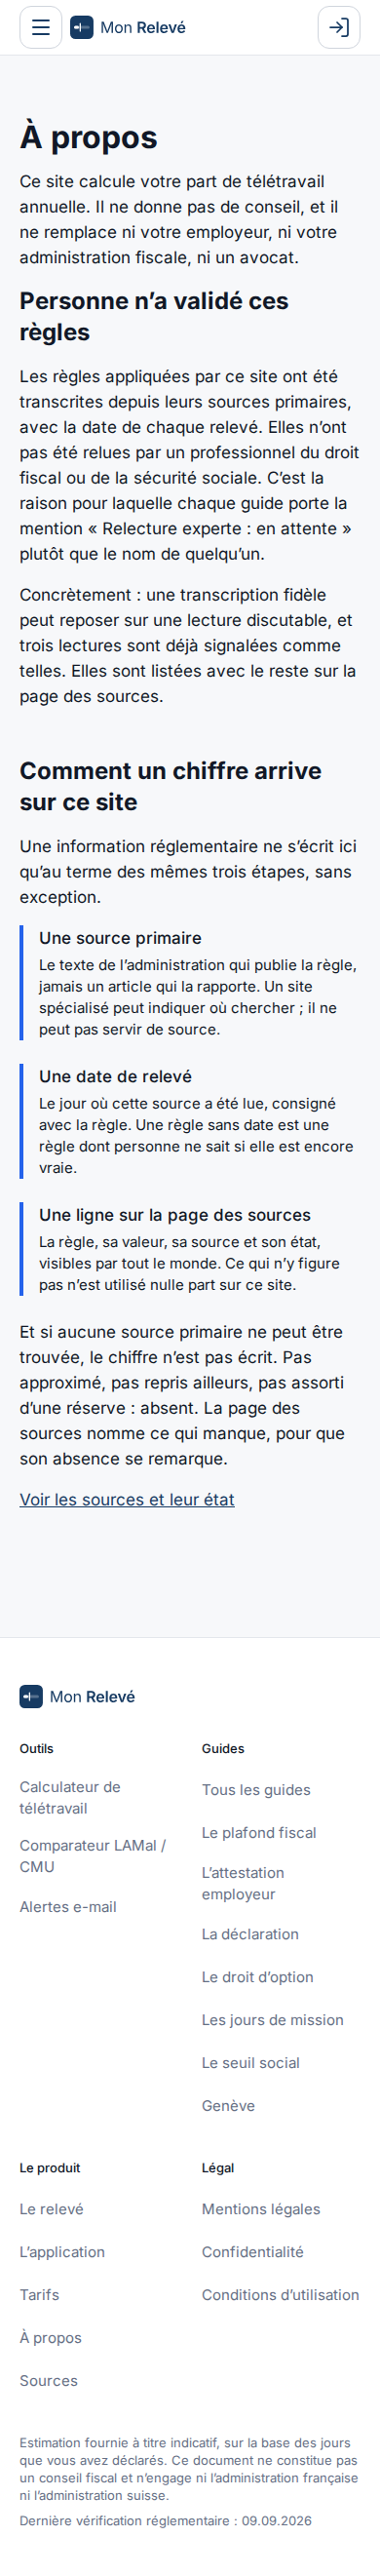 Mon Relevé
À propos
Ce site calcule votre part de télétravail
annuelle. Il ne donne pas de conseil, et il
ne remplace ni votre employeur, ni votre
administration fiscale, ni un avocat.
Personne n’a validé ces
règles
Les règles appliquées par ce site ont été
transcrites depuis leurs sources primaires,
avec la date de chaque relevé. Elles n’ont
pas été relues par un professionnel du droit
fiscal ou de la sécurité sociale. C’est la
raison pour laquelle chaque guide porte la
mention « Relecture experte : en attente »
plutôt que le nom de quelqu’un.
Concrètement : une transcription fidèle
peut reposer sur une lecture discutable, et
trois lectures sont déjà signalées comme
telles. Elles sont listées avec le reste sur la
page des sources.
Comment un chiffre arrive
sur ce site
Une information réglementaire ne s’écrit ici
qu’au terme des mêmes trois étapes, sans
exception.
Une source primaire
Le texte de l’administration qui publie la règle,
jamais un article qui la rapporte. Un site
spécialisé peut indiquer où chercher ; il ne
peut pas servir de source.
Une date de relevé
Le jour où cette source a été lue, consigné
avec la règle. Une règle sans date est une
règle dont personne ne sait si elle est encore
vraie.
Une ligne sur la page des sources
La règle, sa valeur, sa source et son état,
visibles par tout le monde. Ce qui n’y figure
pas n’est utilisé nulle part sur ce site.
Et si aucune source primaire ne peut être
trouvée, le chiffre n’est pas écrit. Pas
approximé, pas repris ailleurs, pas assorti
d’une réserve : absent. La page des
sources nomme ce qui manque, pour que
son absence se remarque.
Voir les sources et leur état
Mon Relevé
Outils
Calculateur de
télétravail
Comparateur LAMal /
CMU
Alertes e-mail
Guides
Tous les guides
Le plafond fiscal
L’attestation
employeur
La déclaration
Le droit d’option
Les jours de mission
Le seuil social
Genève
Le produit
Le relevé
L’application
Tarifs
À propos
Sources
Légal
Mentions légales
Confidentialité
Conditions d’utilisation
Estimation fournie à titre indicatif, sur la base des jours
que vous avez déclarés. Ce document ne constitue pas
un conseil fiscal et n’engage ni l’administration française
ni l’administration suisse.
Dernière vérification réglementaire : 09.09.2026